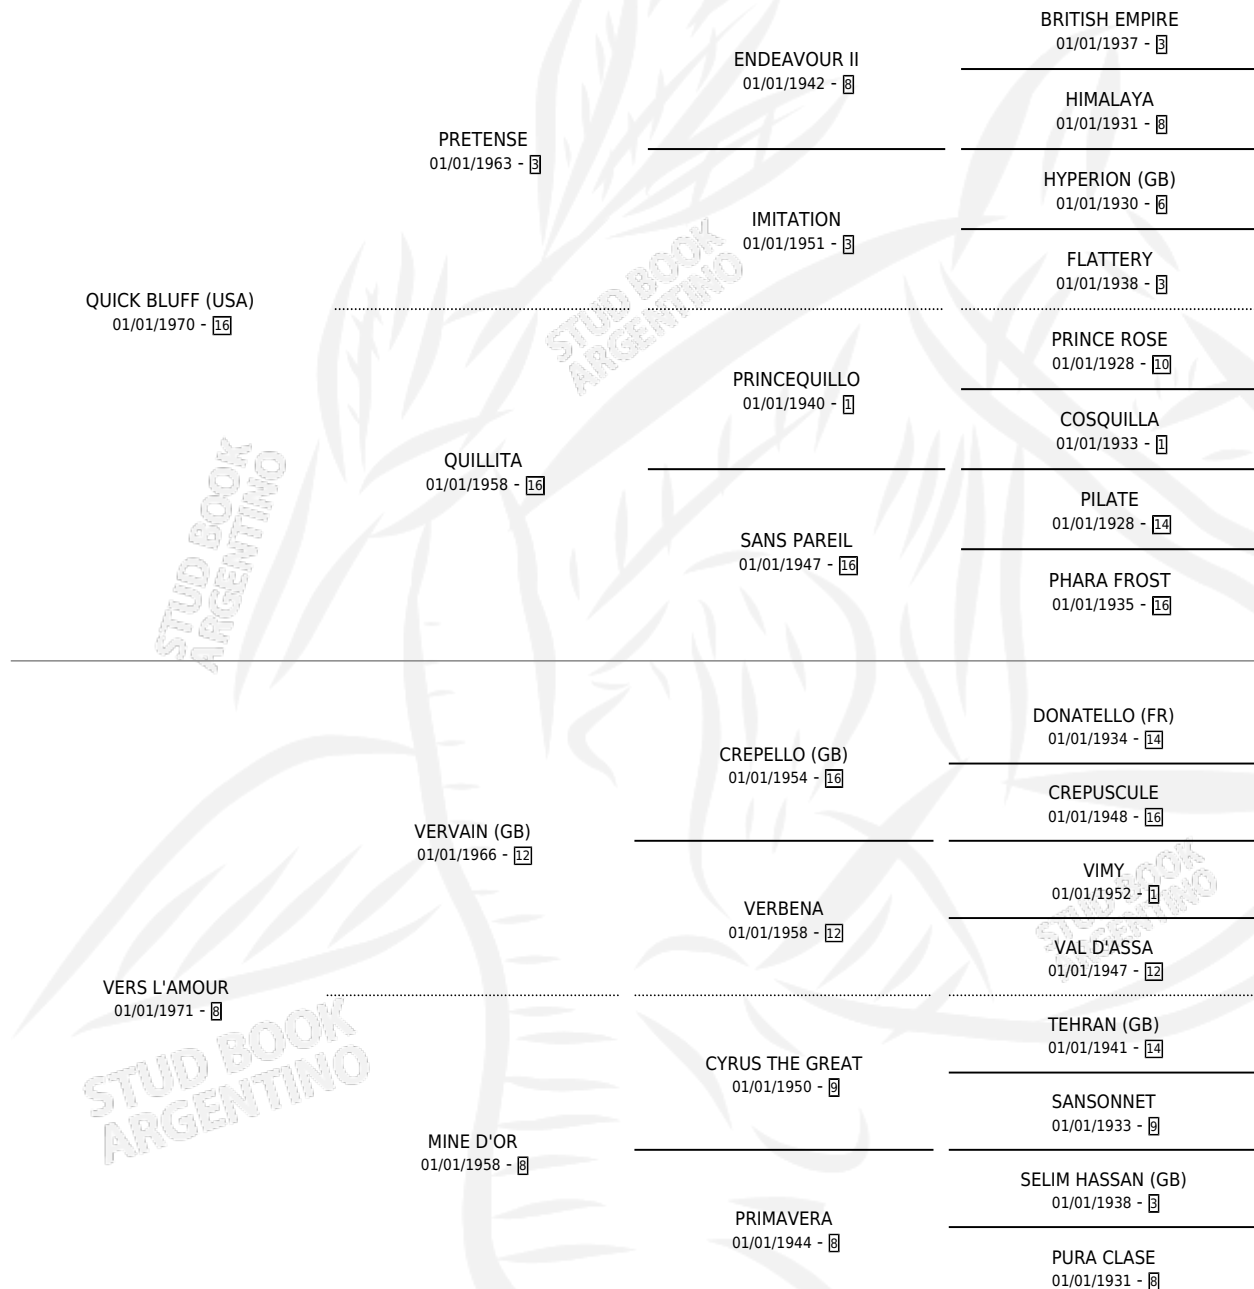 BRITISH EMPIRE
01/01/1937 - 3
ENDEAVOUR II
01/01/1942 - 8
HIMALAYA
01/01/1931 - 8
PRETENSE
01/01/1963 - 3
HYPERION (GB)
01/01/1930 - 6
IMITATION
01/01/1951 - 3
FLATTERY
01/01/1938 - 3
QUICK BLUFF (USA)
01/01/1970 - 16
PRINCE ROSE
01/01/1928 - 10
PRINCEQUILLO
01/01/1940 - 1
COSQUILLA
01/01/1933 - 1
QUILLITA
01/01/1958 - 16
PILATE
01/01/1928 - 14
SANS PAREIL
01/01/1947 - 16
PHARA FROST
01/01/1935 - 16
DONATELLO (FR)
01/01/1934 - 14
CREPELLO (GB)
01/01/1954 - 16
CREPUSCULE
01/01/1948 - 16
VERVAIN (GB)
01/01/1966 - 12
VIMY
01/01/1952 - 1
VERBENA
01/01/1958 - 12
VAL D'ASSA
01/01/1947 - 12
VERS L'AMOUR
01/01/1971 - 8
TEHRAN (GB)
01/01/1941 - 14
CYRUS THE GREAT
01/01/1950 - 9
SANSONNET
01/01/1933 - 9
MINE D'OR
01/01/1958 - 8
SELIM HASSAN (GB)
01/01/1938 - 3
PRIMAVERA
01/01/1944 - 8
PURA CLASE
01/01/1931 - 8
STUD BOOK
ARGENTINO
STUD BOOK
ARGENTINO
STUD BOOK
ARGENTINO
STUD BOOK
ARGENTINO